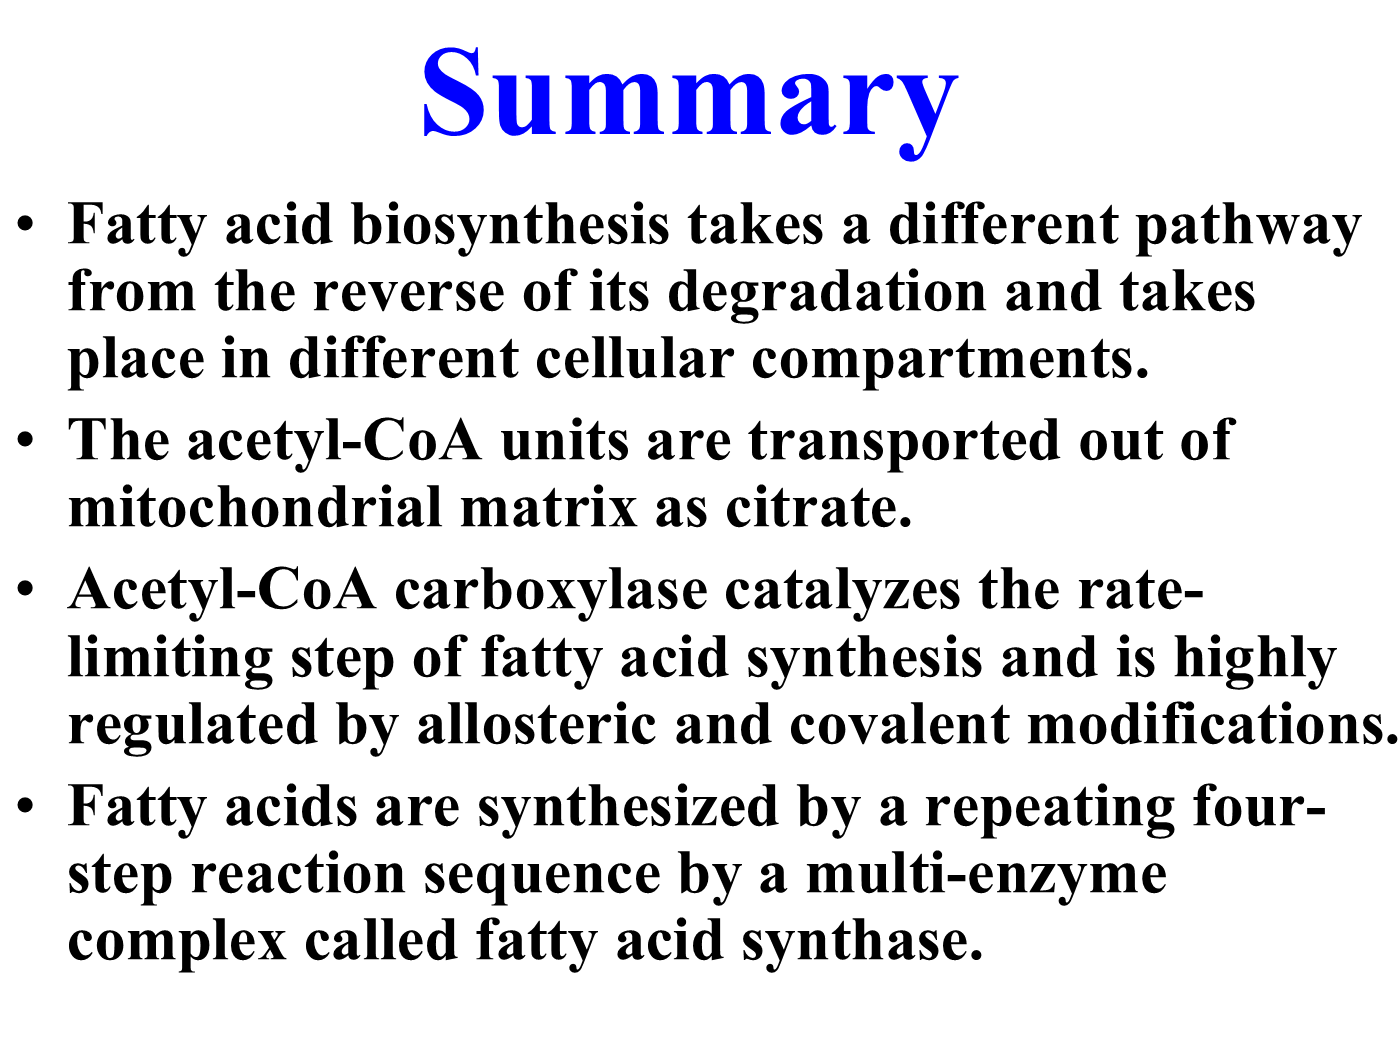 Summary
• Fatty acid biosynthesis takes a different pathway
from the reverse of its degradation and takes
place in different cellular compartments.
• The acetyl-CoA units are transported out of
mitochondrial matrix as citrate.
• Acetyl-CoA carboxylase catalyzes the rate-
limiting step of fatty acid synthesis and is highly
regulated by allosteric and covalent modifications.
• Fatty acids are synthesized by a repeating four-
step reaction sequence by a multi-enzyme
complex called fatty acid synthase.